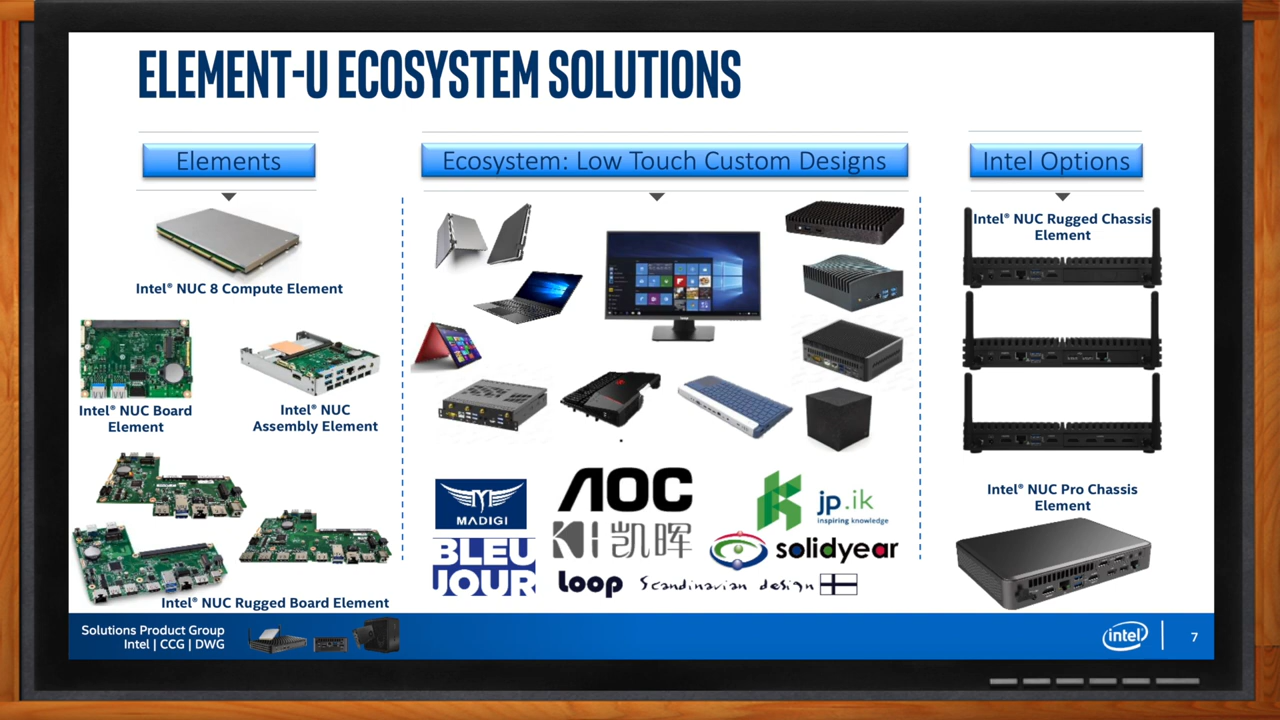 ELEMENT-U ECOSYSTEM SOLUTIONS
Elements
Intel® NUC 8 Compute Element
Intel® NUC Board
Element
Intel® NUC
Assembly Element
Intel® NUC Rugged Board Element
Ecosystem: Low Touch Custom Designs
MADIGI
AOC
jp.ik
inspiring knowledge
BLEU
JOUR
KH 凯晖
solidyear
Loop
Scandinavian design
Intel Options
Intel® NUC Rugged Chassis
Element
Intel® NUC Pro Chassis
Element
Solutions Product Group
Intel | CCG | DWG
intel
7